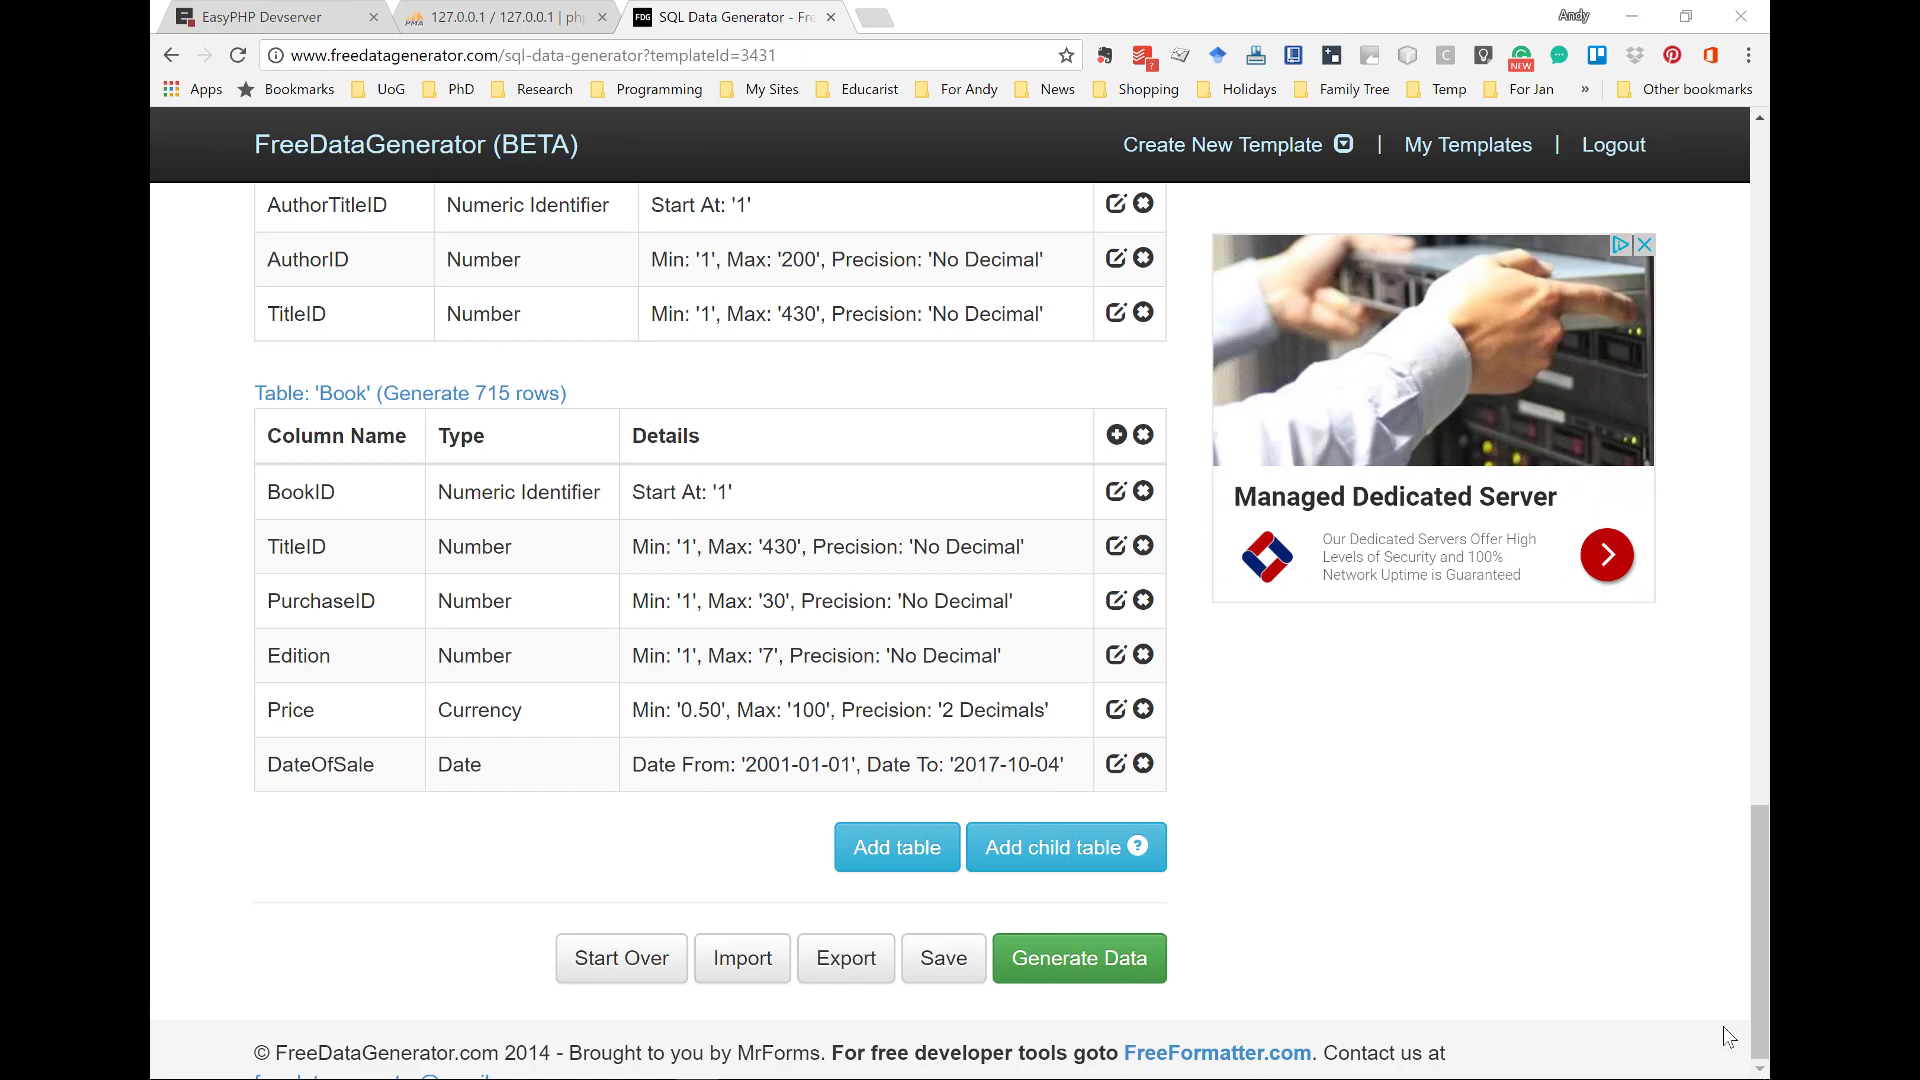 EasyPHP Devserver
127.0.0.1 / 127.0.0.1 | ph
FDG SQL Data Generator - Fr
Andy
www.freedatagenerator.com/sql-data-generator?templateId=3431
NEW
Apps
Bookmarks
UoG
PhD
Research
Programming
My Sites
Educarist
For Andy
News
Shopping
Holidays
Family Tree
Temp
For Jan
»
Other bookmarks
FreeDataGenerator (BETA)
Create New Template | My Templates | Logout
AuthorTitleID Numeric Identifier Start At: '1'
AuthorID Number Min: '1', Max: '200', Precision: 'No Decimal'
TitleID Number Min: '1', Max: '430', Precision: 'No Decimal'
Table: 'Book' (Generate 715 rows)
Column Name Type Details
BookID Numeric Identifier Start At: '1'
TitleID Number Min: '1', Max: '430', Precision: 'No Decimal'
PurchaseID Number Min: '1', Max: '30', Precision: 'No Decimal'
Edition Number Min: '1', Max: '7', Precision: 'No Decimal'
Price Currency Min: '0.50', Max: '100', Precision: '2 Decimals'
DateOfSale Date Date From: '2001-01-01', Date To: '2017-10-04'
Managed Dedicated Server
Our Dedicated Servers Offer High
Levels of Security and 100%
Network Uptime is Guaranteed
Add table
Add child table ?
Start Over
Import
Export
Save
Generate Data
© FreeDataGenerator.com 2014 - Brought to you by MrForms. For free developer tools goto FreeFormatter.com. Contact us at